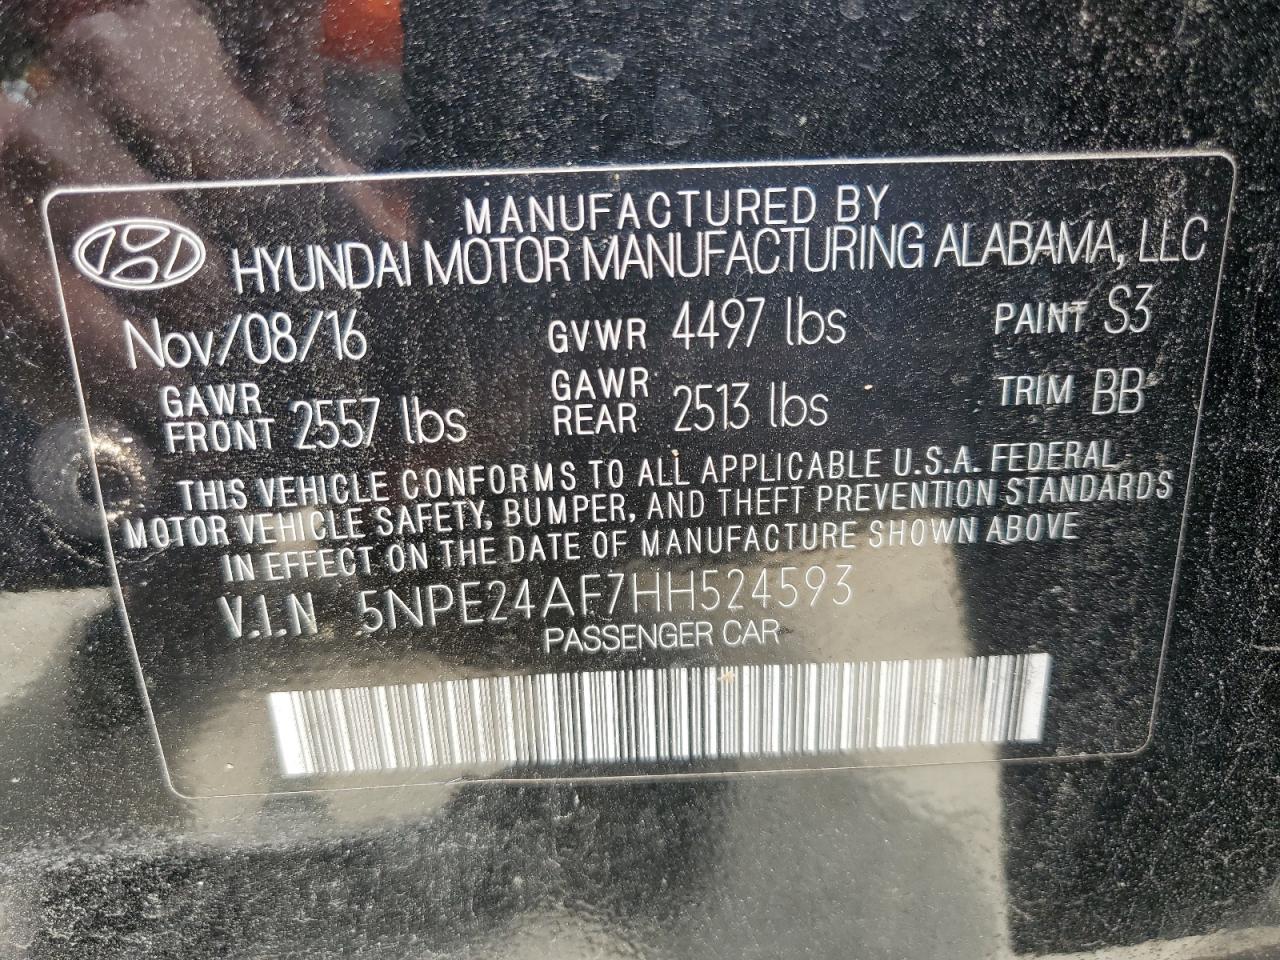 MANUFACTURED BY
HYUNDAI MOTOR MANUFACTURING ALABAMA, LLC
Nov/08/16 GVWR 4497 lbs PAINT S3
GAWR FRONT 2557 lbs GAWR REAR 2513 lbs TRIM BB
THIS VEHICLE CONFORMS TO ALL APPLICABLE U.S.A. FEDERAL
MOTOR VEHICLE SAFETY, BUMPER, AND THEFT PREVENTION STANDARDS
IN EFFECT ON THE DATE OF MANUFACTURE SHOWN ABOVE
V.I.N 5NPE24AF7HH524593
PASSENGER CAR